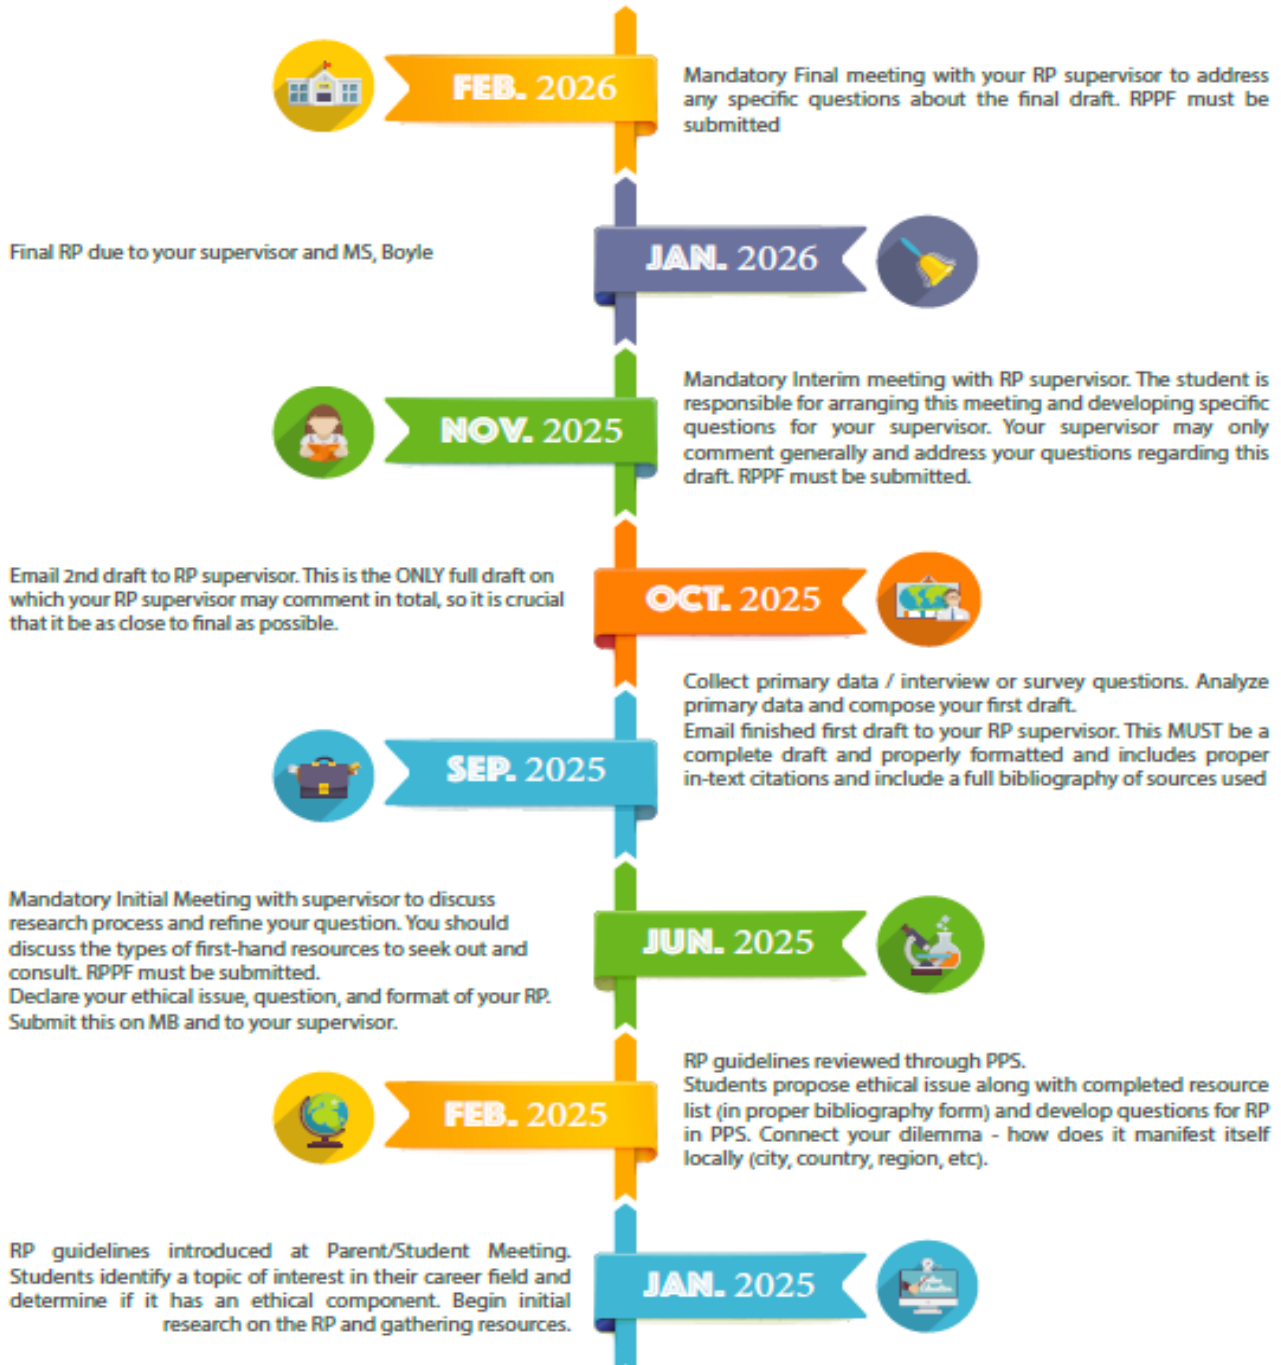 FEB. 2026
Mandatory Final meeting with your RP supervisor to address
any specific questions about the final draft. RPPF must be
submitted
Final RP due to your supervisor and MS, Boyle
JAN. 2026
NOV. 2025
Mandatory Interim meeting with RP supervisor. The student is
responsible for arranging this meeting and developing specific
questions for your supervisor. Your supervisor may only
comment generally and address your questions regarding this
draft. RPPF must be submitted.
Email 2nd draft to RP supervisor. This is the ONLY full draft on
which your RP supervisor may comment in total, so it is crucial
that it be as close to final as possible.
OCT. 2025
SEP. 2025
Collect primary data / interview or survey questions. Analyze
primary data and compose your first draft.
Email finished first draft to your RP supervisor. This MUST be a
complete draft and properly formatted and includes proper
in-text citations and include a full bibliography of sources used
Mandatory Initial Meeting with supervisor to discuss
research process and refine your question. You should
discuss the types of first-hand resources to seek out and
consult. RPPF must be submitted.
Declare your ethical issue, question, and format of your RP.
Submit this on MB and to your supervisor.
JUN. 2025
FEB. 2025
RP guidelines reviewed through PPS.
Students propose ethical issue along with completed resource
list (in proper bibliography form) and develop questions for RP
in PPS. Connect your dilemma - how does it manifest itself
locally (city, country, region, etc).
RP guidelines introduced at Parent/Student Meeting.
Students identify a topic of interest in their career field and
determine if it has an ethical component. Begin initial
research on the RP and gathering resources.
JAN. 2025